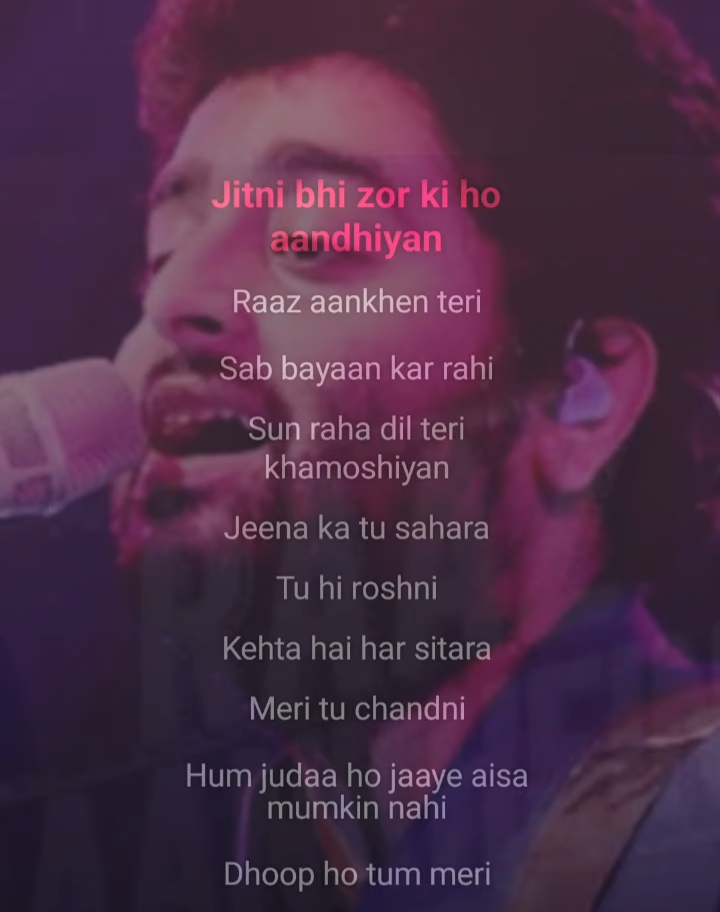 Jitni bhi zor ki ho
aandhiyan
Raaz aankhen teri
Sab bayaan kar rahi
Sun raha dil teri
khamoshiyan
Jeena ka tu sahara
Tu hi roshni
Kehta hai har sitara
Meri tu chandni
Hum judaa ho jaaye aisa
mumkin nahi
Dhoop ho tum meri